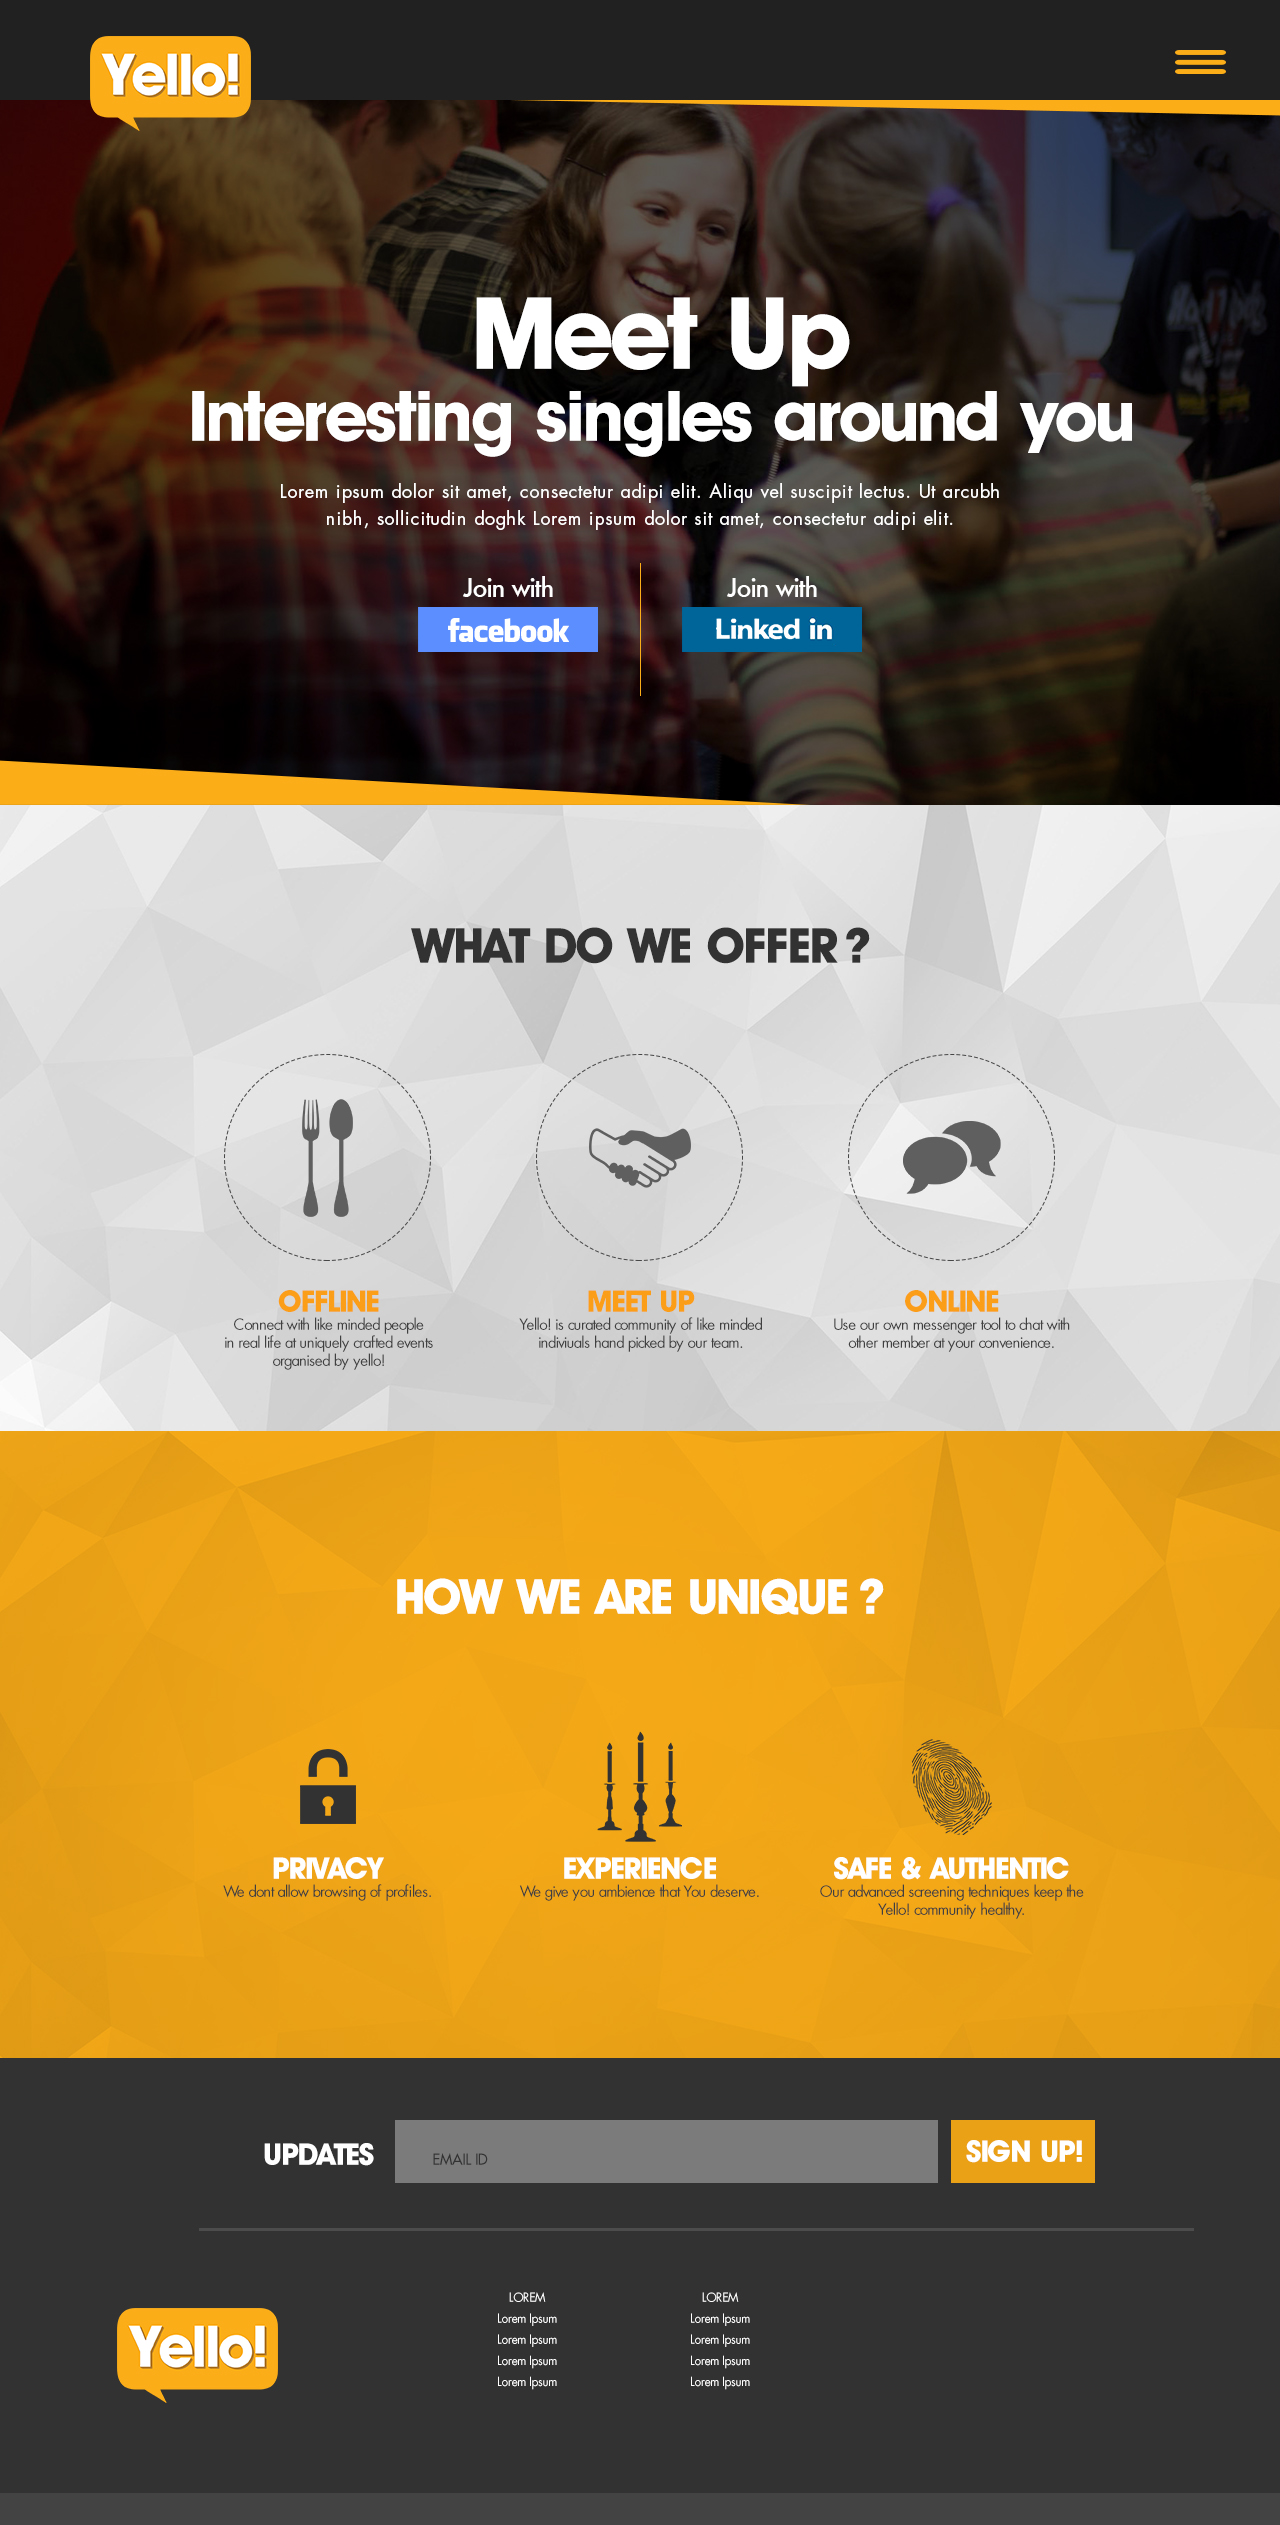 Yello!
Meet Up
Interesting singles around you
Lorem ipsum dolor sit amet, consectetur adipi elit. Aliqu vel suscipit lectus. Ut arcubh
nibh, sollicitudin doghk Lorem ipsum dolor sit amet, consectetur adipi elit.
Join with
facebook
Join with
Linked in
WHAT DO WE OFFER ?
OFFLINE
Connect with like minded people
in real life at uniquely crafted events
organised by yello!
MEET UP
Yello! is curated community of like minded
indiviuals hand picked by our team.
ONLINE
Use our own messenger tool to chat with
other member at your convenience.
HOW WE ARE UNIQUE ?
PRIVACY
We dont allow browsing of profiles.
EXPERIENCE
We give you ambience that You deserve.
SAFE & AUTHENTIC
Our advanced screening techniques keep the
Yello! community healthy.
UPDATES
EMAIL ID
SIGN UP!
Yello!
LOREM
Lorem Ipsum
Lorem Ipsum
Lorem Ipsum
Lorem Ipsum
LOREM
Lorem Ipsum
Lorem Ipsum
Lorem Ipsum
Lorem Ipsum